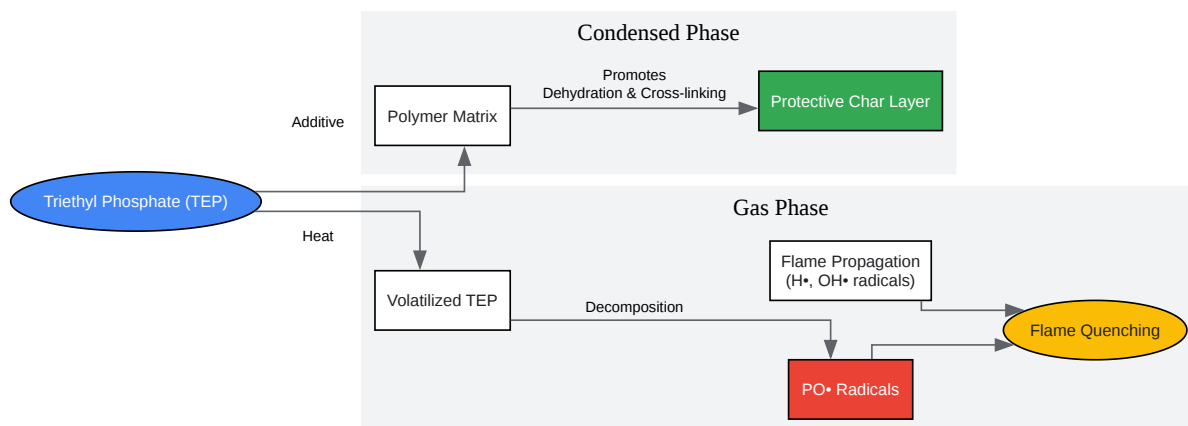 Condensed Phase
Promotes
Dehydration & Cross-linking
Polymer Matrix
Protective Char Layer
Additive
Triethyl Phosphate (TEP)
Heat
Gas Phase
Flame Propagation
(H•, OH• radicals)
Volatilized TEP
Decomposition
Flame Quenching
PO• Radicals